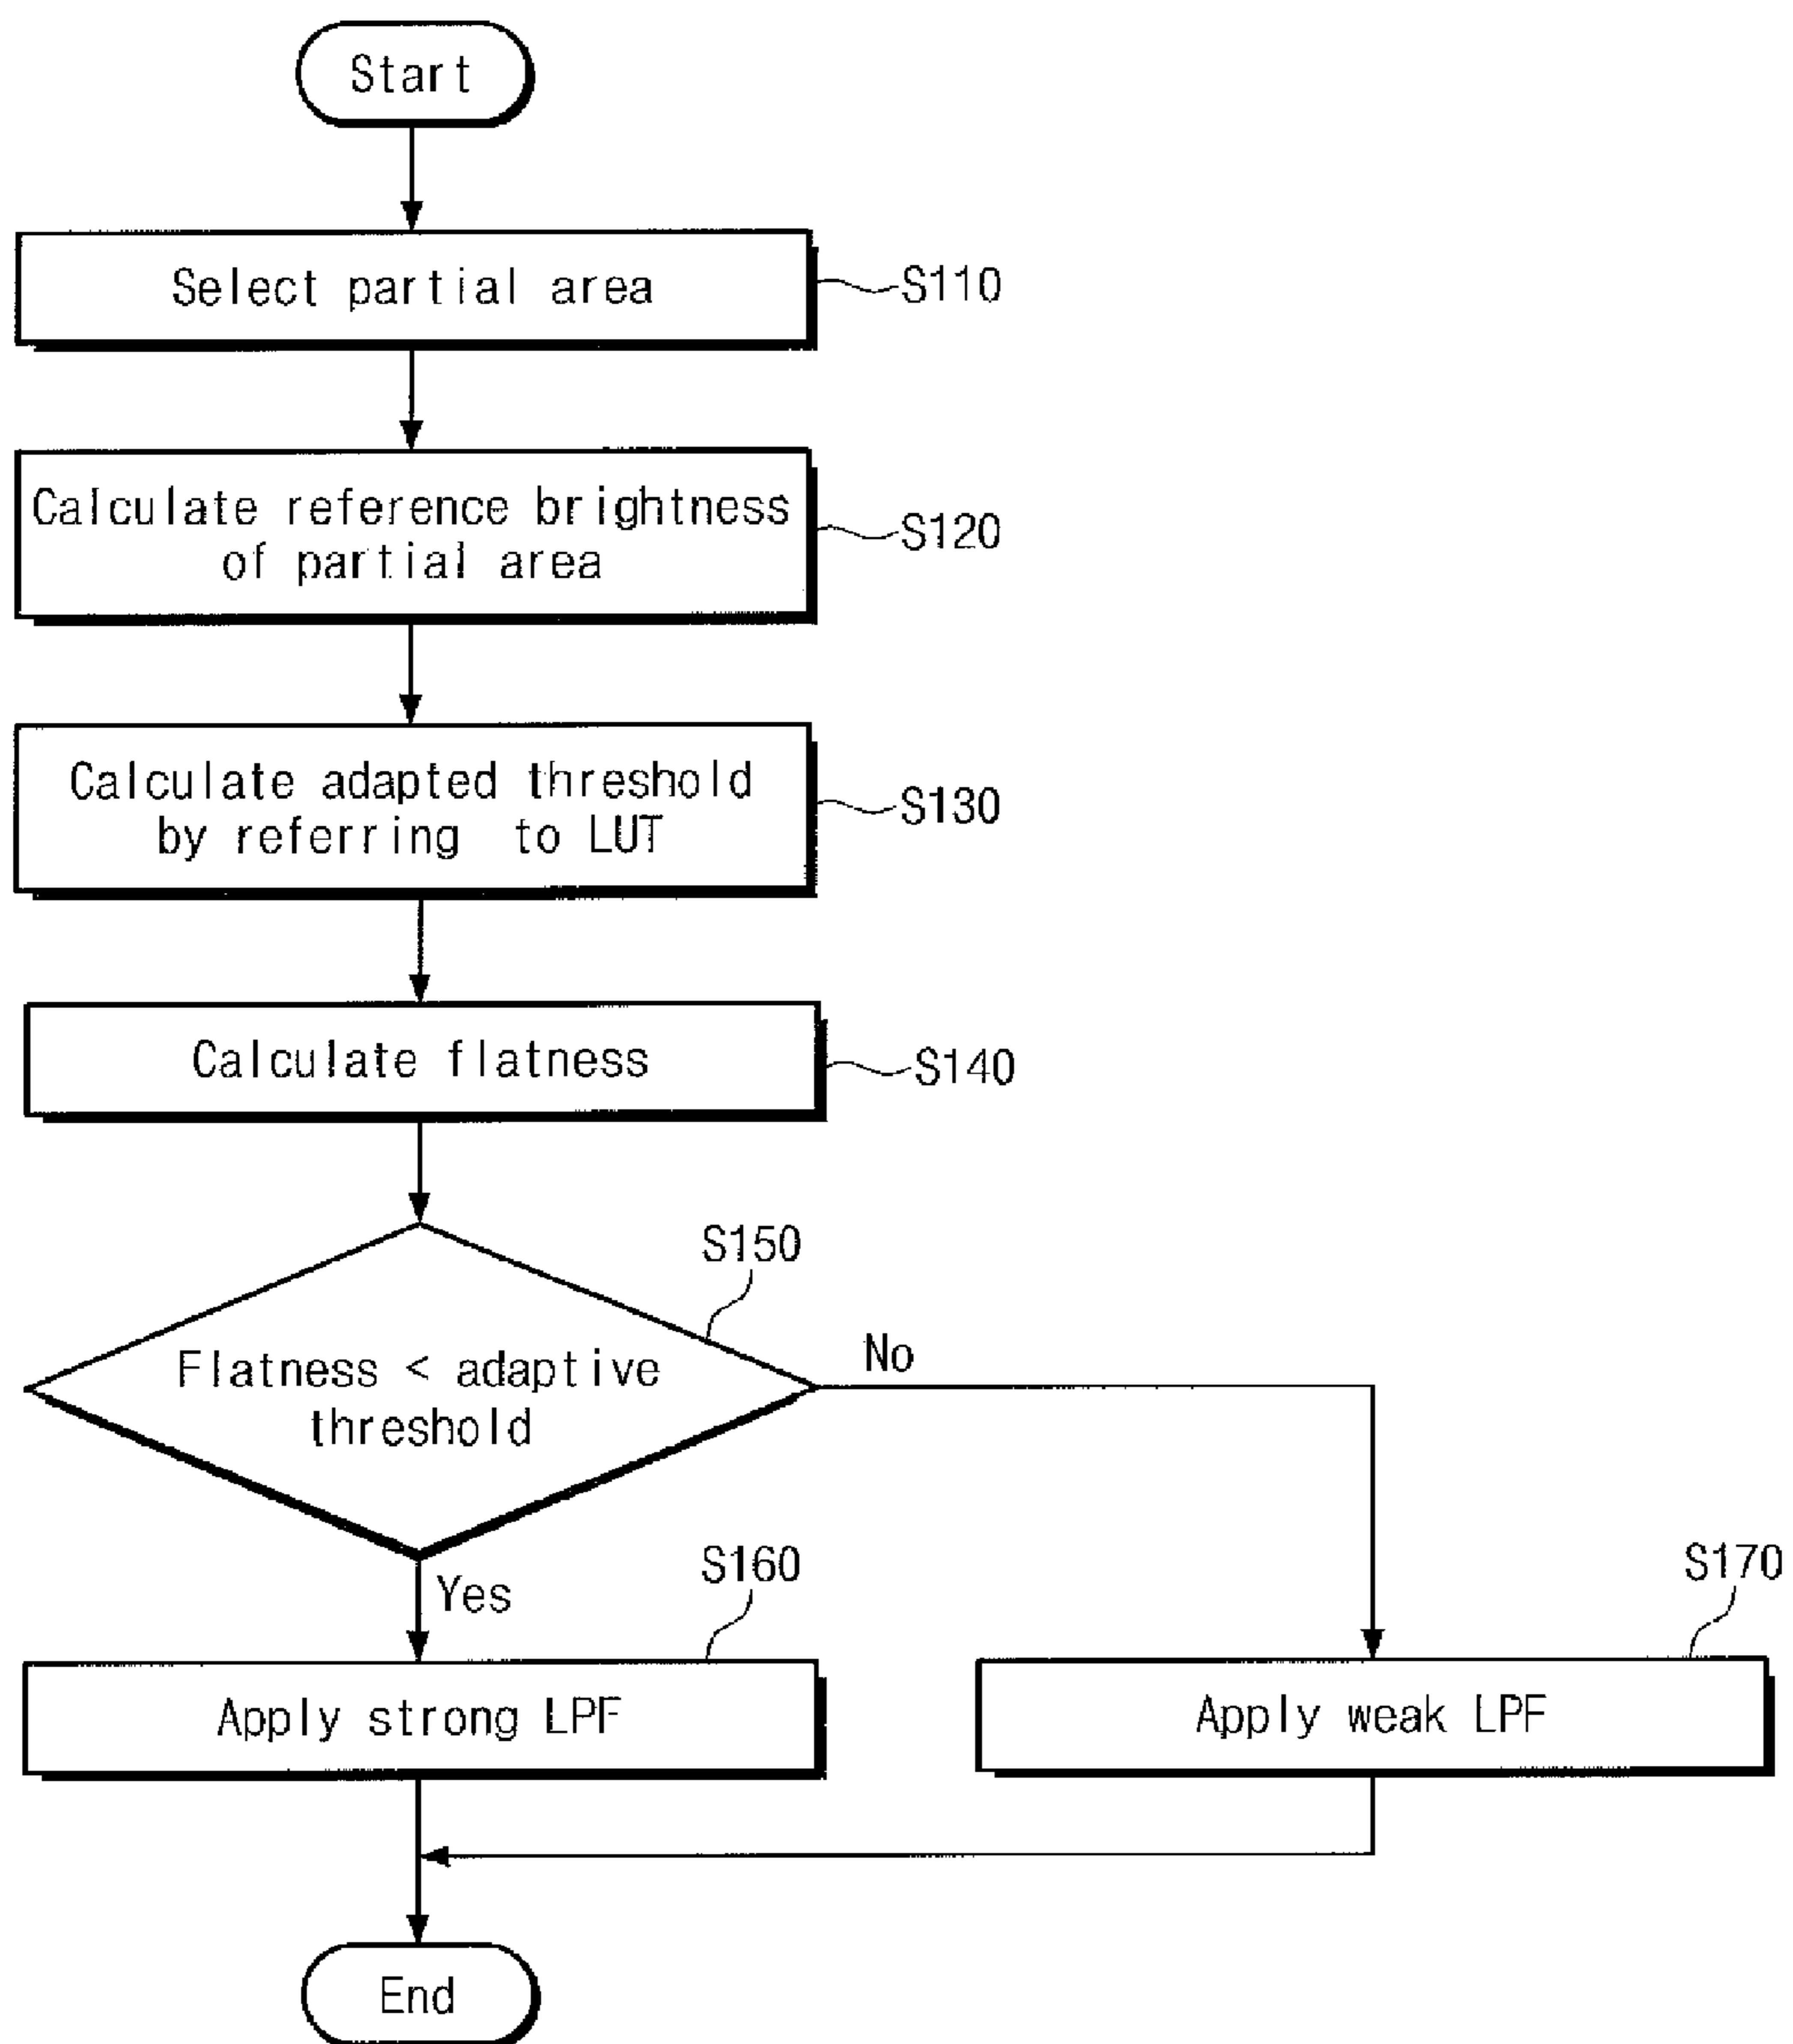 Start
Select partial area
S110
Calculate reference brightness
of partial area
S120
Calculate adapted threshold
by referring to LUT
S130
Calculate flatness
S140
S150
Flatness < adaptive
threshold
No
Yes
S160
S170
Apply strong LPF
Apply weak LPF
End